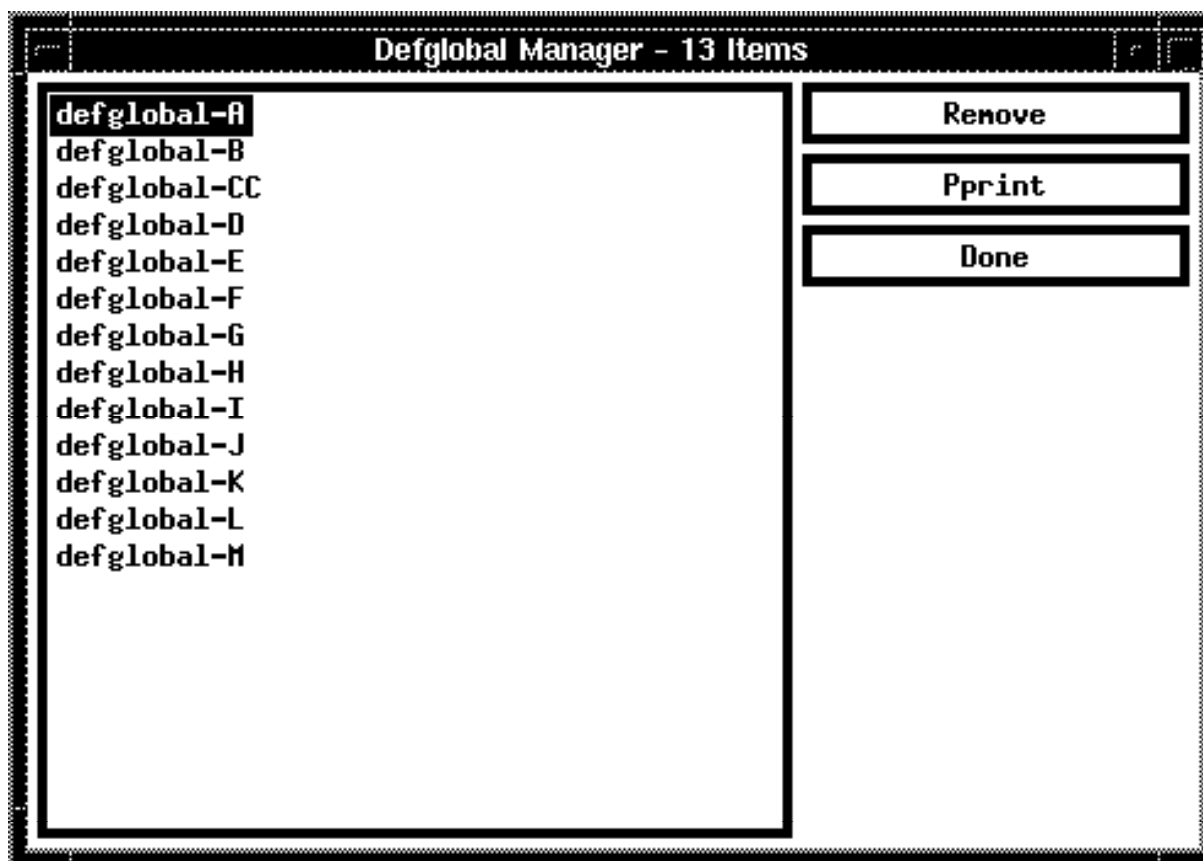 Defglobal Manager - 13 Items
defglobal-A
defglobal-B
defglobal-CC
defglobal-D
defglobal-E
defglobal-F
defglobal-G
defglobal-H
defglobal-I
defglobal-J
defglobal-K
defglobal-L
defglobal-M
Remove
Pprint
Done